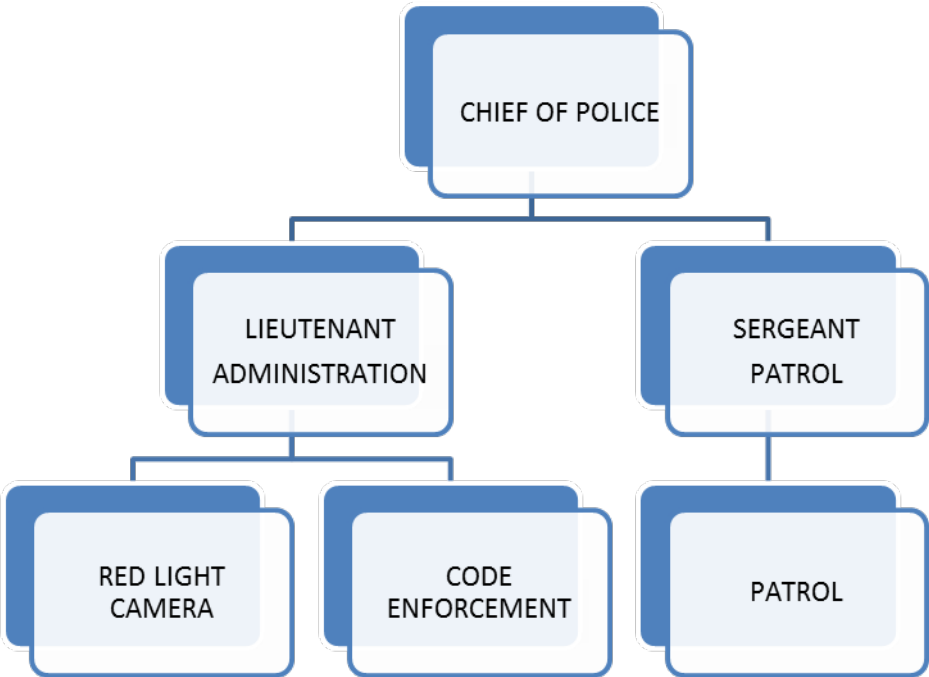 CHIEF OF POLICE
LIEUTENANT
ADMINISTRATION
SERGEANT
PATROL
RED LIGHT
CAMERA
CODE
ENFORCEMENT
PATROL